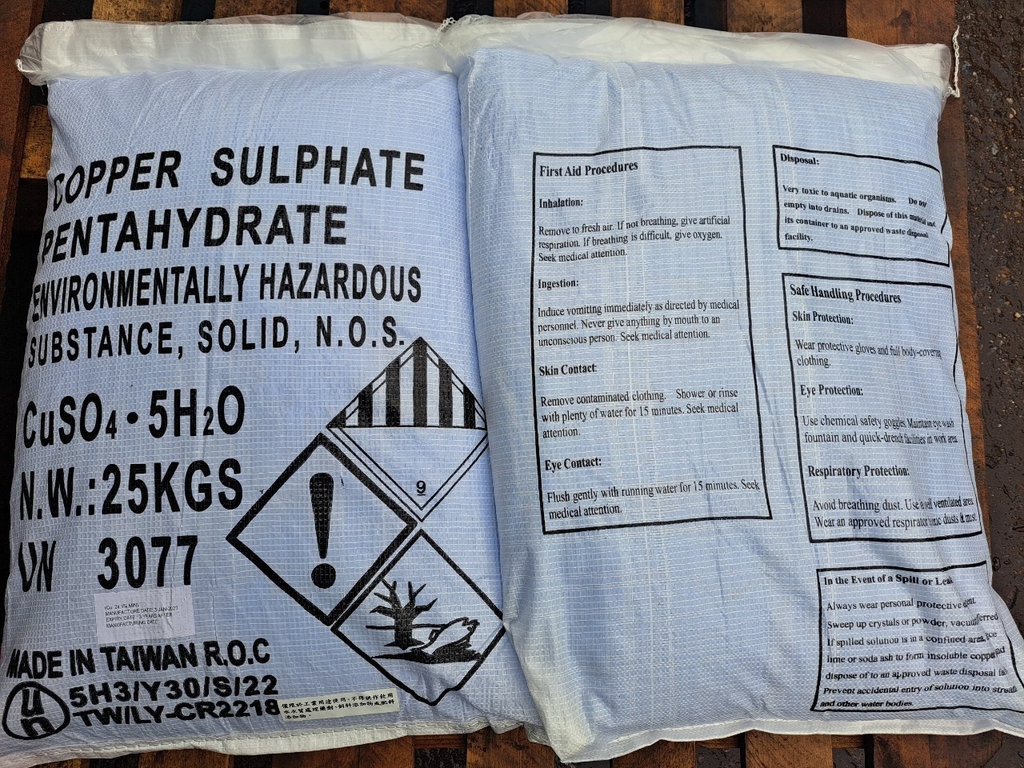 COPPER SULPHATE
PENTAHYDRATE
ENVIRONMENTALLY HAZARDOUS
SUBSTANCE, SOLID, N.O.S.
CuSO4 • 5H2O
N.W.:25KGS
UN 3077
9
MADE IN TAIWAN R.O.C
un
5H3/Y30/S/22
TW/LY-CR2218
First Aid Procedures
Inhalation:
Remove to fresh air. If not breathing, give artificial
respiration. If breathing is difficult, give oxygen.
Seek medical attention.
Ingestion:
Induce vomitting immediately as directed by medical
personnel. Never give anything by mouth to an
unconscious person. Seek medical attention.
Skin Contact:
Remove contaminated clothing. Shower or rinse
with plenty of water for 15 minutes. Seek medical
attention.
Eye Contact:
Flush gently with running water for 15 minutes. Seek
medical attention.
Disposal:
Very toxic to aquatic organisms. Do not
empty into drains. Dispose of this material and
its container to an approved waste disposal
facility.
Safe Handling Procedures
Skin Protection:
Wear protective gloves and full body-covering
clothing.
Eye Protection:
Use chemical safety goggles. Maintain eye wash
fountain and quick-drench facilities in work area.
Respiratory Protection:
Avoid breathing dust. Use in well ventilated area.
Wear an approved respirator dusts
In the Event of a Spill or Leak
Always wear personal protective
Sweep up crystals or powder,
If spilled solution is in a confined area,
lime or soda ash to form insoluble
dispose of to an approved waste disposal
Prevent accidental entry of solution into
and other water bodies.